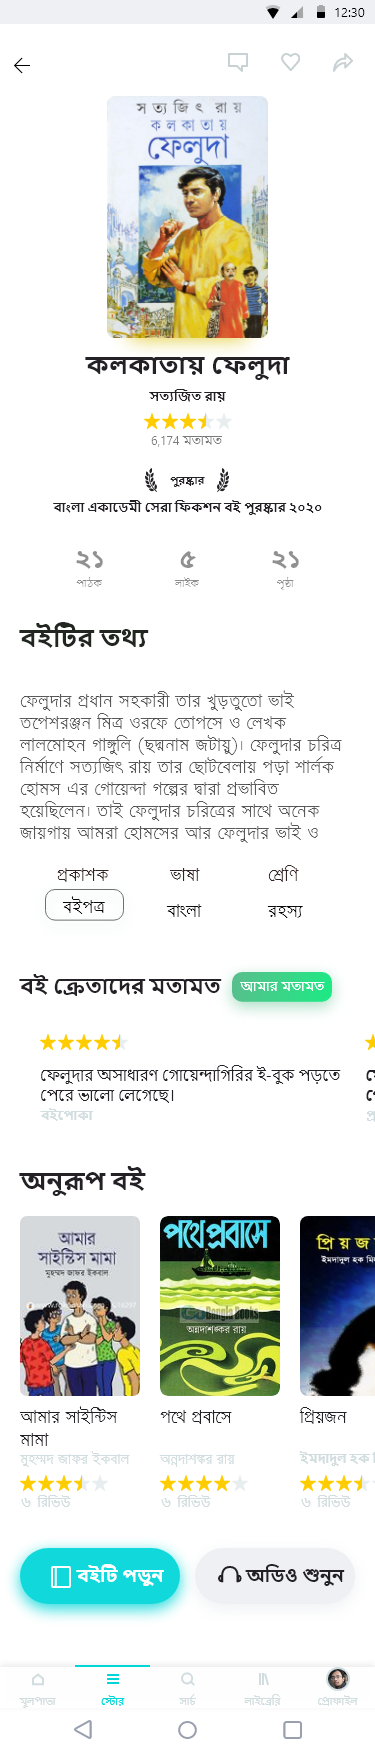 12:30
সত্যজিৎ রায়
কলকাতায়
ফেলুদা
কলকাতায় ফেলুদা
সত্যজিত রায়
6,174 মতামত
পুরষ্কার
বাংলা একাডেমী সেরা ফিকশন বই পুরষ্কার ২০২০
২১ ৫ ২১
পাঠক লাইক পৃষ্ঠা
বইটির তথ্য
ফেলুদার প্রধান সহকারী তার খুড়তুতো ভাই
তপেশরঞ্জন মিত্র ওরফে তোপসে ও লেখক
লালমোহন গাঙ্গুলি (ছদ্মনাম জটায়ু)। ফেলুদার চরিত্র
নির্মাণে সত্যজিৎ রায় তার ছোটবেলায় পড়া শার্লক
হোমস এর গোয়েন্দা গল্পের দ্বারা প্রভাবিত
হয়েছিলেন। তাই ফেলুদার চরিত্রের সাথে অনেক
জায়গায় আমরা হোমসের আর ফেলুদার ভাই ও
প্রকাশক ভাষা শ্রেণি
বইপত্র বাংলা রহস্য
বই ক্রেতাদের মতামত আমার মতামত
ফেলুদার অসাধারণ গোয়েন্দাগিরির ই-বুক পড়তে
পেরে ভালো লেগেছে।
বইপোকা
অনুরূপ বই
আমার
সাইন্টিস মামা
মুহম্মদ জাফর ইকবাল
পথে প্রবাসে
Bangla Books
অন্নদাশঙ্কর রায়
প্রিয়জ
ইমদাদুল হক মি
আমার সাইন্টিস
মামা
মুহম্মদ জাফর ইকবাল
৬ রিভিউ
পথে প্রবাসে
অন্নদাশঙ্কর রায়
৬ রিভিউ
প্রিয়জন
ইমদাদুল হক
৬ রিভিউ
বইটি পড়ুন অডিও শুনুন
মুলপাতা স্টোর সার্চ লাইব্রেরি প্রোফাইল